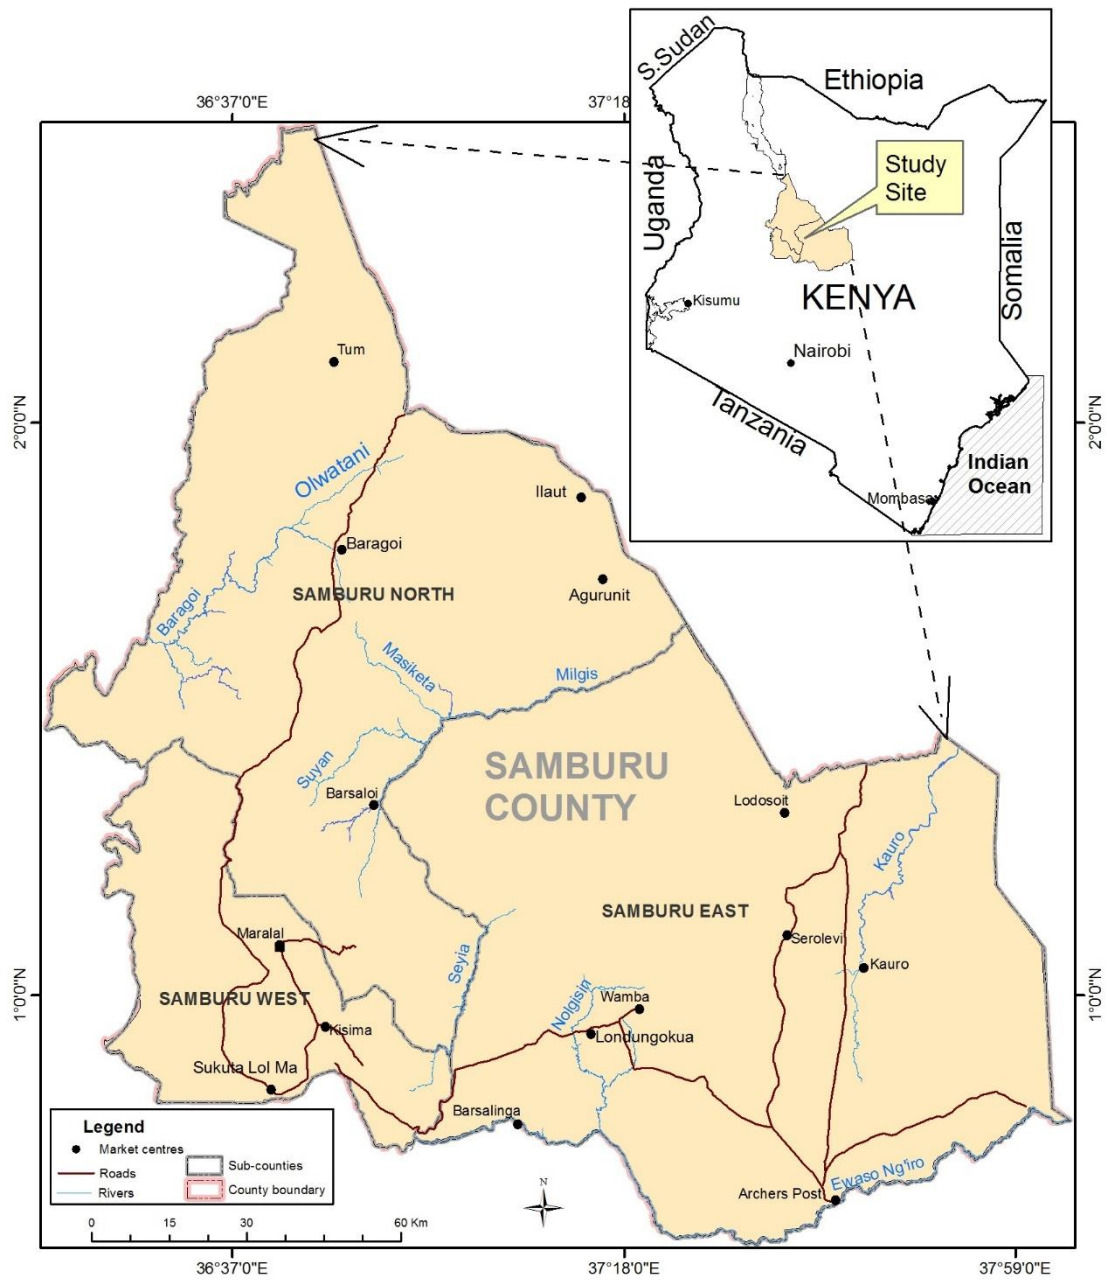 36°37'0"E
37°18
S.Sudan
Ethiopia
Study
Site
Uganda
Somalia
KENYA
Kisumu
Nairobi
Tanzania
Indian
Ocean
Mombasa
2°0'0"N
2°0'0"N
Tum
Olwatani
Ilaut
Baragoi
Agurunit
SAMBURU NORTH
Baragoi
Masiketa
Milgis
Suyan
SAMBURU
COUNTY
Barsaloi
Lodosoit
Kauro
SAMBURU EAST
Maralal
Serolevi
Seyia
Kauro
1°0'0"N
1°0'0"N
SAMBURU WEST
Nolgisin
Wamba
Kisima
Londungokua
Sukuta Lol Ma
Barsalinga
Ewaso Ng'iro
Archers Post
Legend
Market centres
Roads
Sub-counties
Rivers
County boundary
N
0 15 30 60 Km
36°37'0"E
37°18'0"E
37°59'0"E